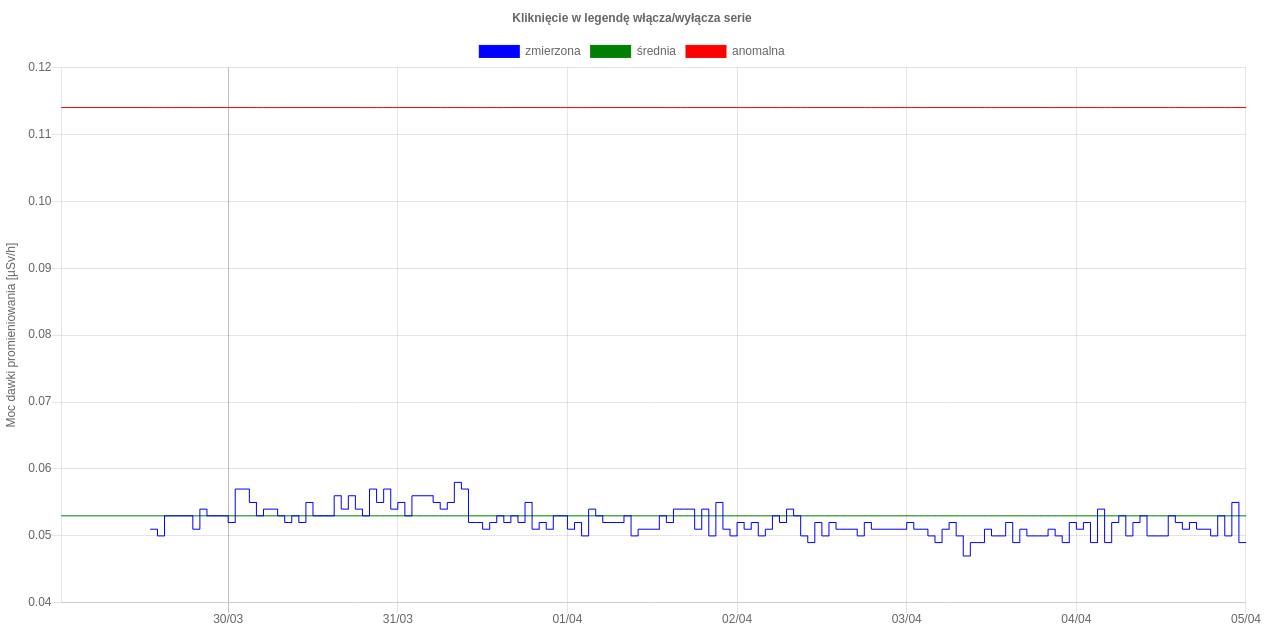 Kliknięcie w legendę włącza/wyłącza serie
zmierzona średnia anomalna
Moc dawki promieniowania [µSv/h]
0.12
0.11
0.10
0.09
0.08
0.07
0.06
0.05
0.04
30/03 31/03 01/04 02/04 03/04 04/04 05/04